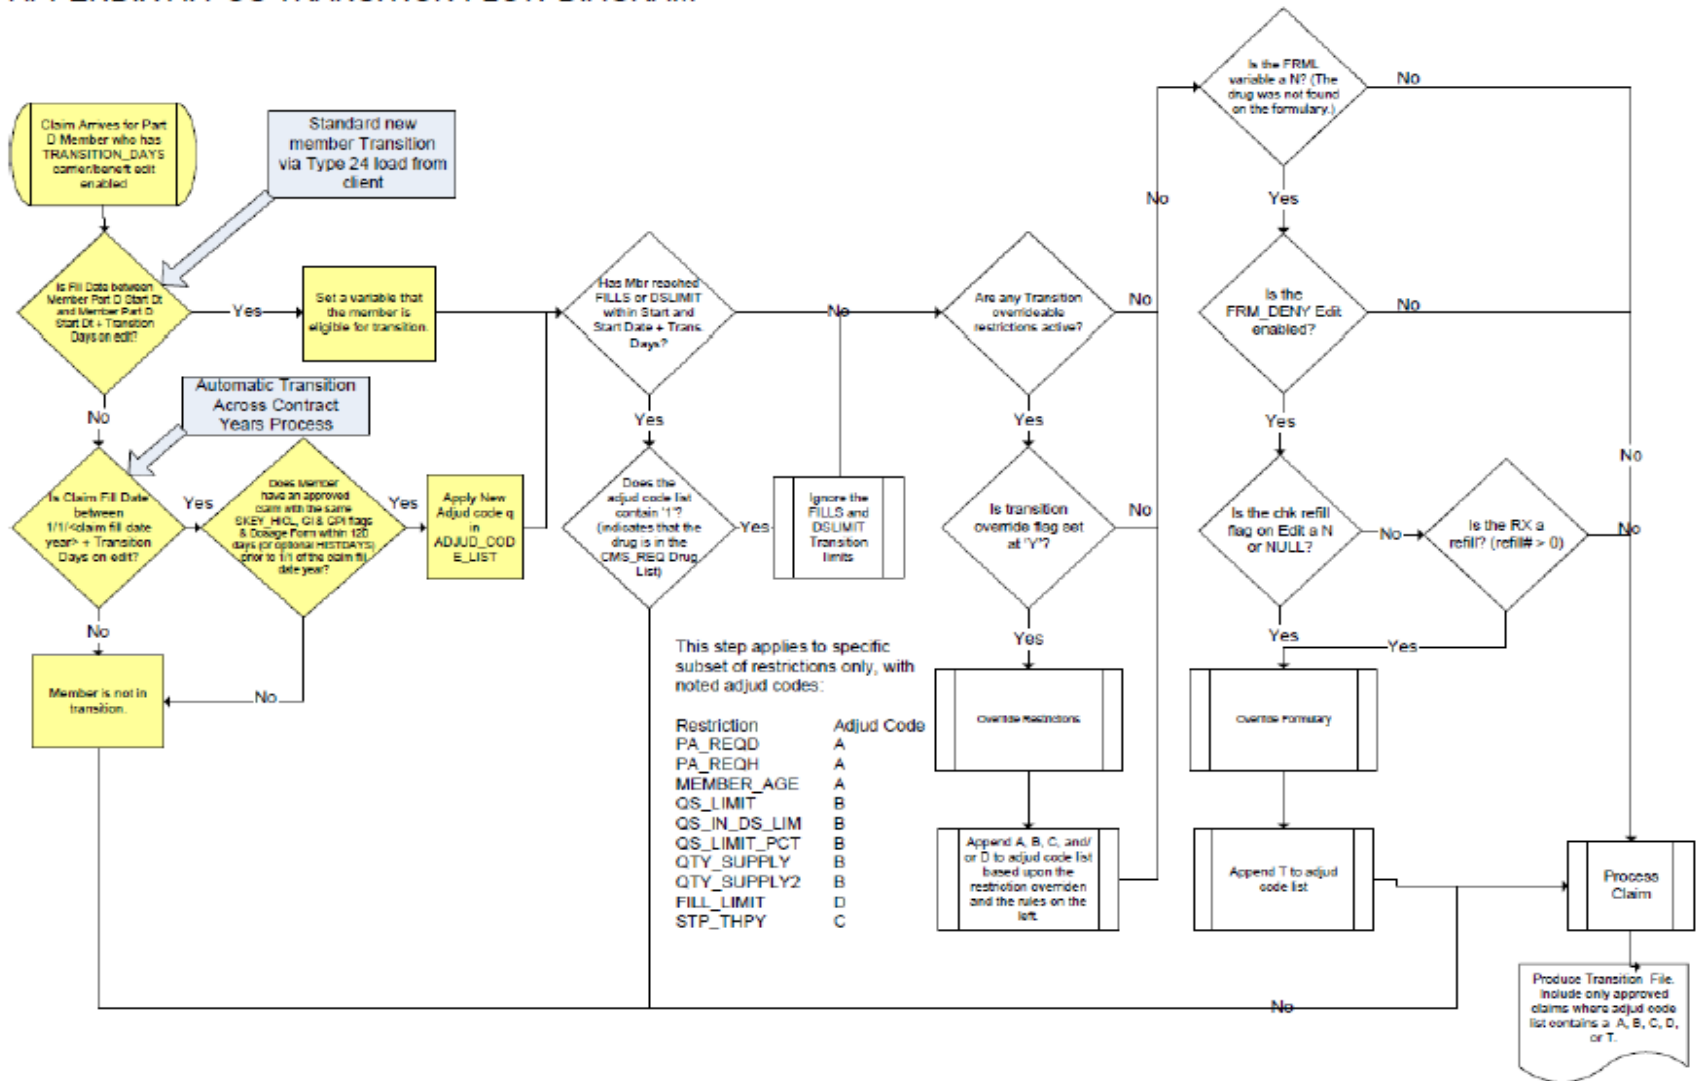 APPENDIX A: POS TRANSITION FLOW DIAGRAM
Claim Arrives for Part
D Member who has
TRANSITION_DAYS
carrier/benefit edit
enabled
Standard new
member Transition
via Type 24 load from
client
Is Fill Date between
Member Part D Start Dt
and Member Part D
Start Dt + Transition
Days on edit?
Yes
Set a variable that
the member is
eligible for transition.
No
Automatic Transition
Across Contract
Years Process
Is Claim Fill Date
between
1/1/<claim fill date
year> + Transition
Days on edit?
Yes
Does Member
have an approved
claim with the same
SKEY_HICL, GI & GPI flags
& Dosage Form within 120
days (or optional HISTDAYS)
prior to 1/1 of the claim fill
date year?
Yes
Apply New
Adjud code q
in
ADJUD_COD
E_LIST
No
Member is not in
transition.
No
Has Mbr reached
FILLS or DSLIMIT
within Start and
Start Date + Trans.
Days?
No
Yes
Does the
adjud code list
contain '1'?
(indicates that the
drug is in the
CMS_REQ Drug
List)
Yes
Ignore the
FILLS and
DSLIMIT
Transition
limits
Are any Transition
overrideable
restrictions active?
No
Yes
Is transition
override flag set
at 'Y'?
No
Yes
This step applies to specific
subset of restrictions only, with
noted adjud codes:
Restriction Adjud Code
PA_REQD A
PA_REQH A
MEMBER_AGE A
QS_LIMIT B
QS_IN_DS_LIM B
QS_LIMIT_PCT B
QTY_SUPPLY B
QTY_SUPPLY2 B
FILL_LIMIT D
STP_THPY C
Override Restrictions
Append A, B, C, and/
or D to adjud code list
based upon the
restriction overriden
and the rules on the
left.
No
Is the FRML
variable a N? (The
drug was not found
on the formulary.)
No
Yes
Is the
FRM_DENY Edit
enabled?
No
Yes
Is the chk refill
flag on Edit a N
or NULL?
No
Is the RX a
refill? (refill# > 0)
No
No
Yes
Yes
Override Formulary
Append T to adjud
code list
Process
Claim
No
Produce Transition File.
Include only approved
claims where adjud code
list contains a A, B, C, D,
or T.